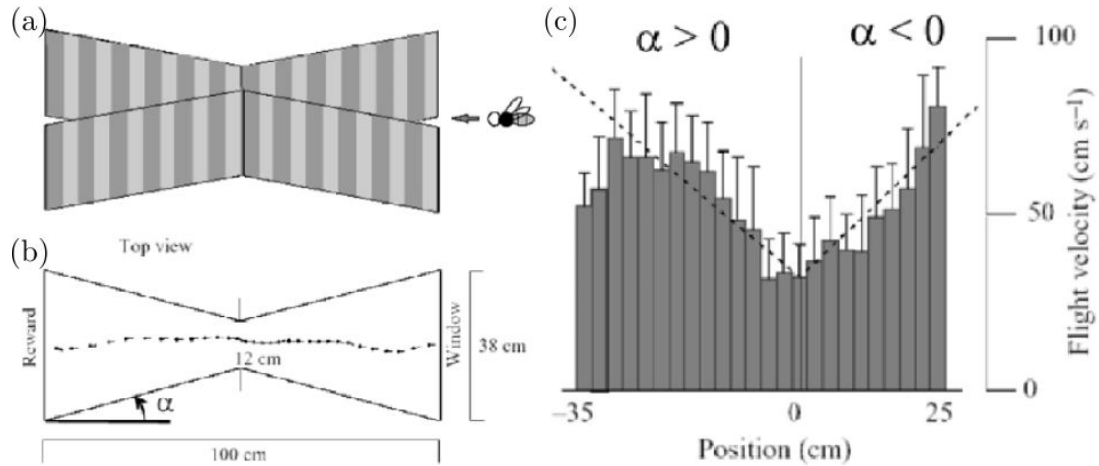 (a)
(b)
Top view
Reward
12 cm
Window
38 cm
α
100 cm
(c)
α > 0
α < 0
100
50
0
Flight velocity (cm s⁻¹)
−35
0
25
Position (cm)